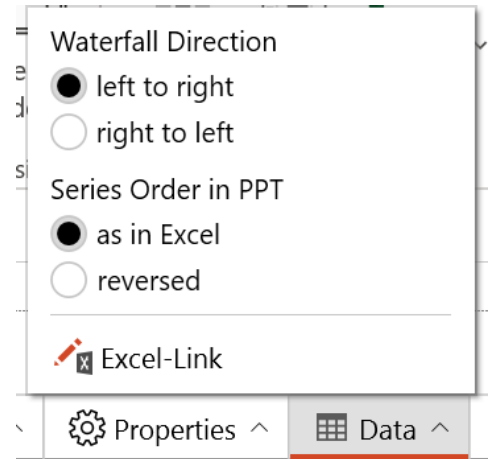 Waterfall Direction
left to right
right to left
Series Order in PPT
as in Excel
reversed
Excel-Link
Properties
Data